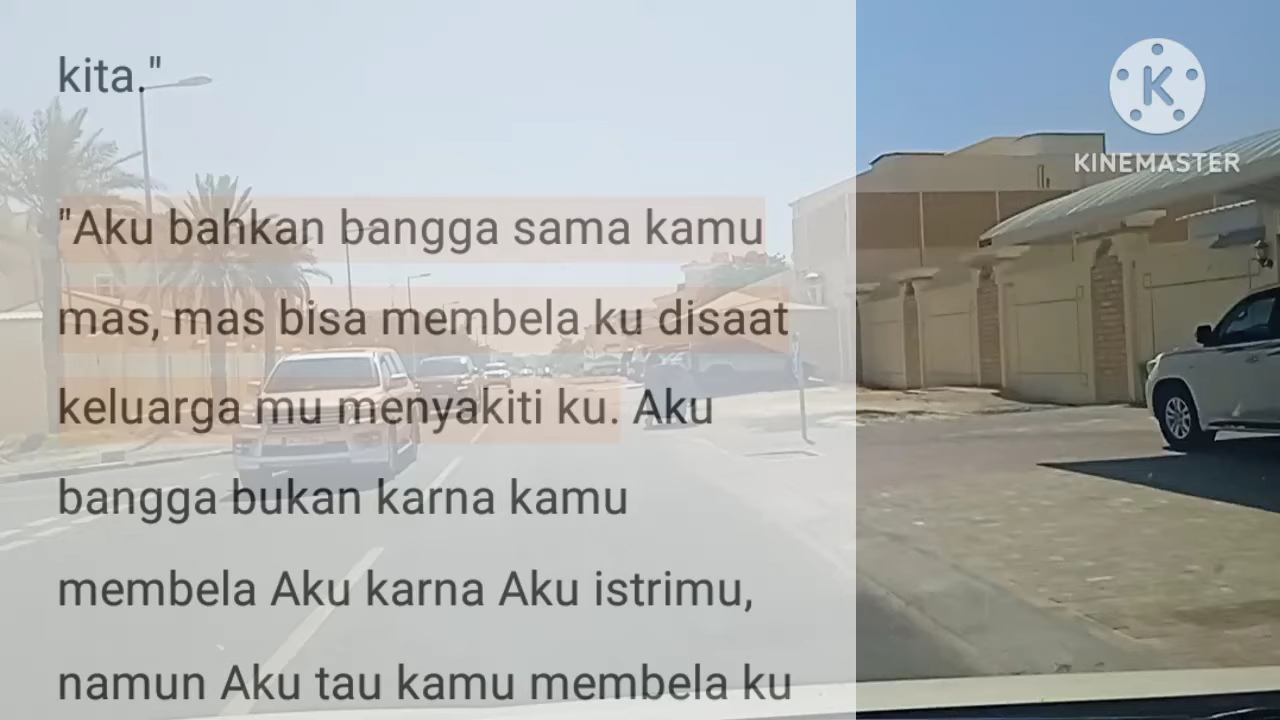 kita."
"Aku bahkan bangga sama kamu
mas, mas bisa membela ku disaat
keluarga mu menyakiti ku. Aku
bangga bukan karna kamu
membela Aku karna Aku istrimu,
namun Aku tau kamu membela ku
K
KINEMASTER